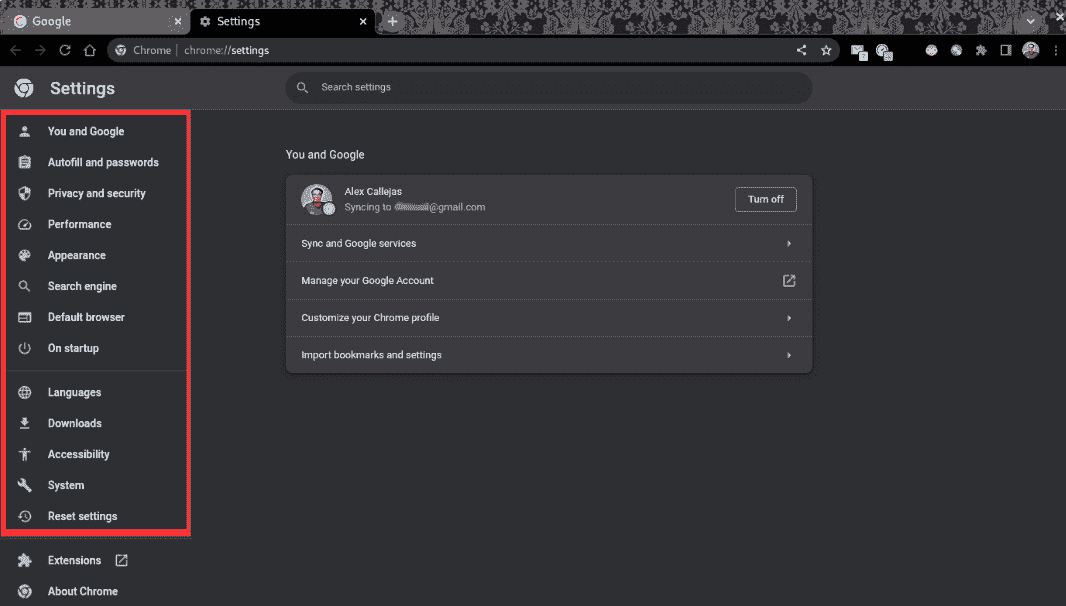 Google
Settings
Chrome | chrome://settings
Settings
Search settings
You and Google
Autofill and passwords
Privacy and security
Performance
Appearance
Search engine
Default browser
On startup
Languages
Downloads
Accessibility
System
Reset settings
Extensions
About Chrome
You and Google
Alex Callejas
Syncing to @gmail.com
Turn off
Sync and Google services
Manage your Google Account
Customize your Chrome profile
Import bookmarks and settings